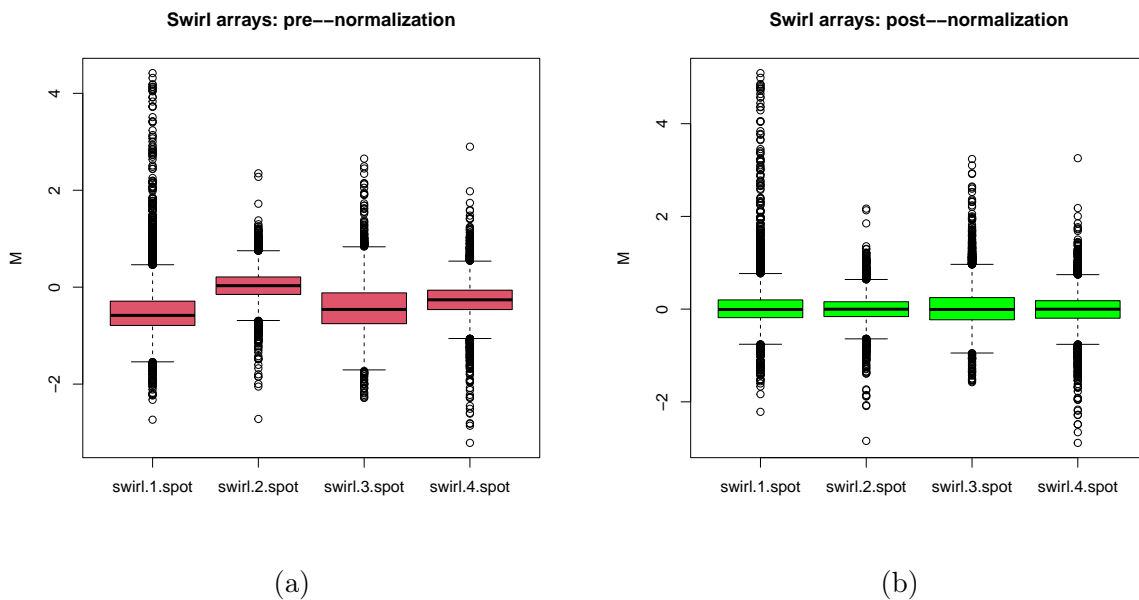 Swirl arrays: pre−−normalization
M
4
2
0
−2
swirl.1.spot swirl.2.spot swirl.3.spot swirl.4.spot
(a)
Swirl arrays: post−−normalization
M
4
2
0
−2
swirl.1.spot swirl.2.spot swirl.3.spot swirl.4.spot
(b)